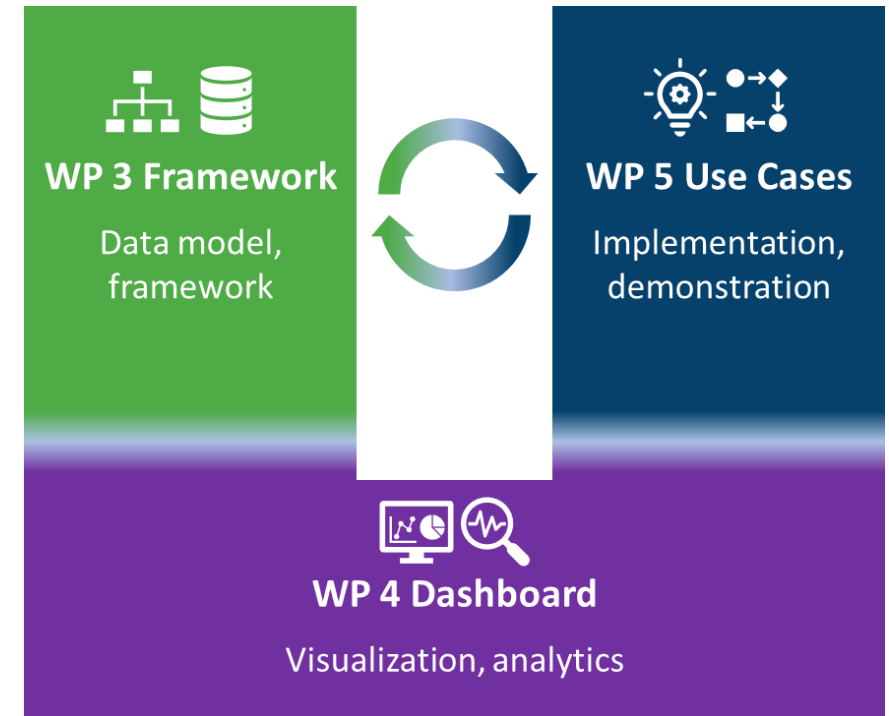 WP 3 Framework
Data model,
framework
WP 5 Use Cases
Implementation,
demonstration
WP 4 Dashboard
Visualization, analytics